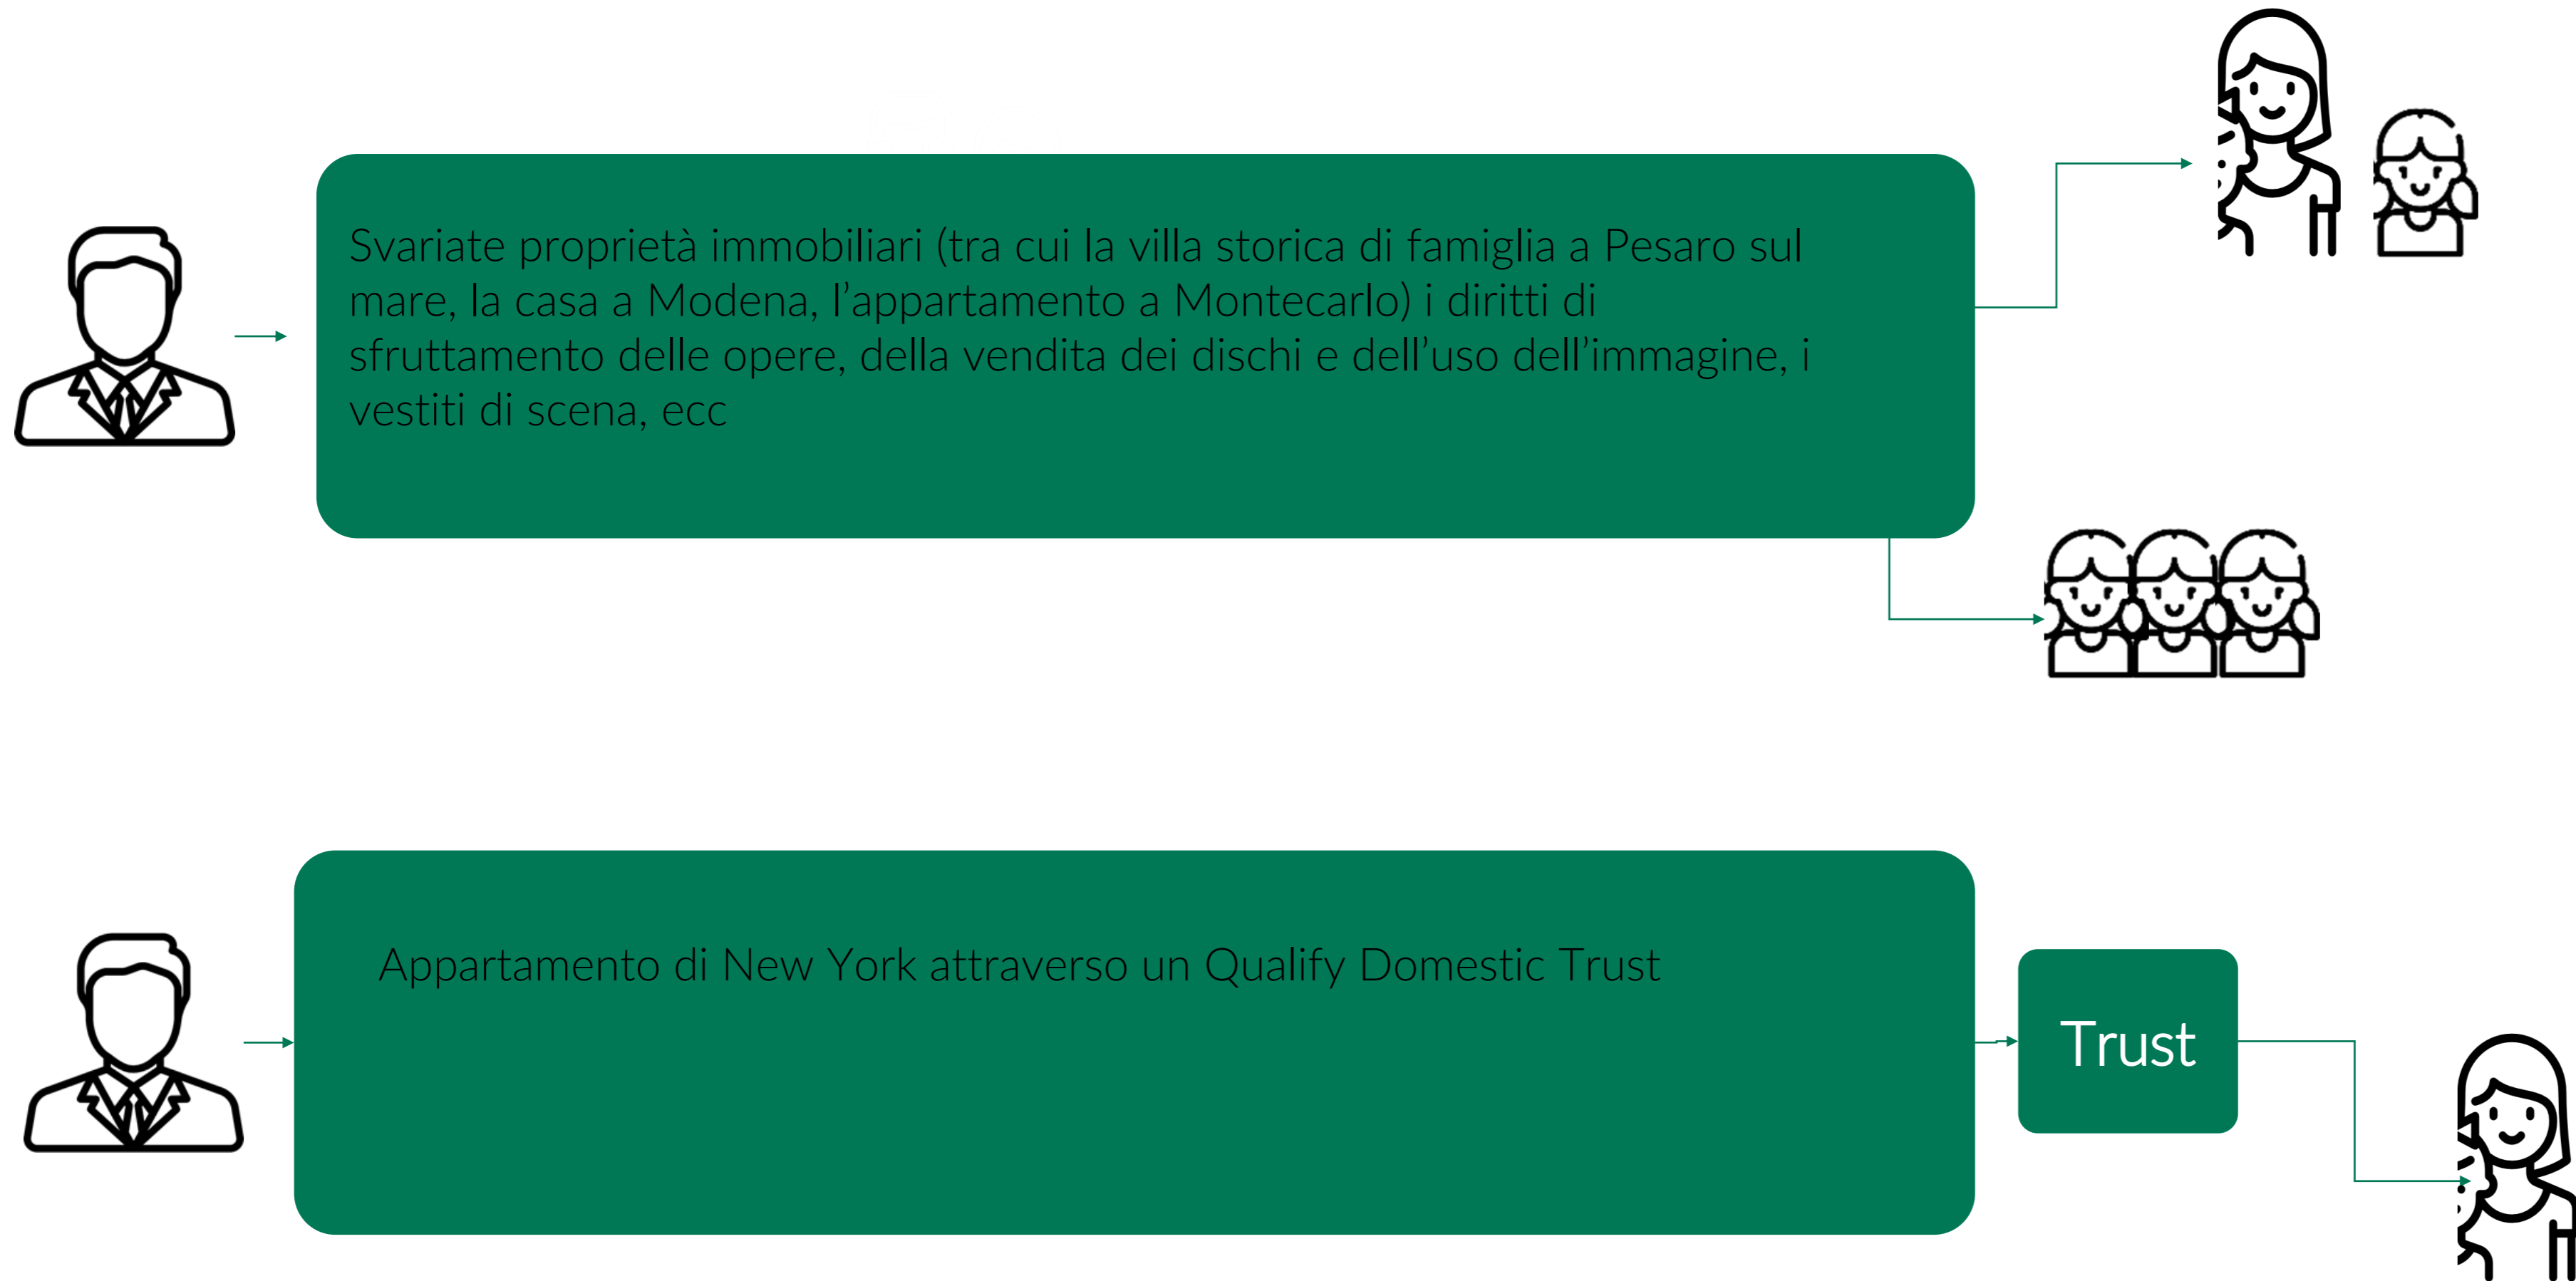 Svariate proprietà immobiliari (tra cui la villa storica di famiglia a Pesaro sul
mare, la casa a Modena, l’appartamento a Montecarlo) i diritti di
sfruttamento delle opere, della vendita dei dischi e dell’uso dell’immagine, i
vestiti di scena, ecc
Appartamento di New York attraverso un Qualify Domestic Trust
Trust